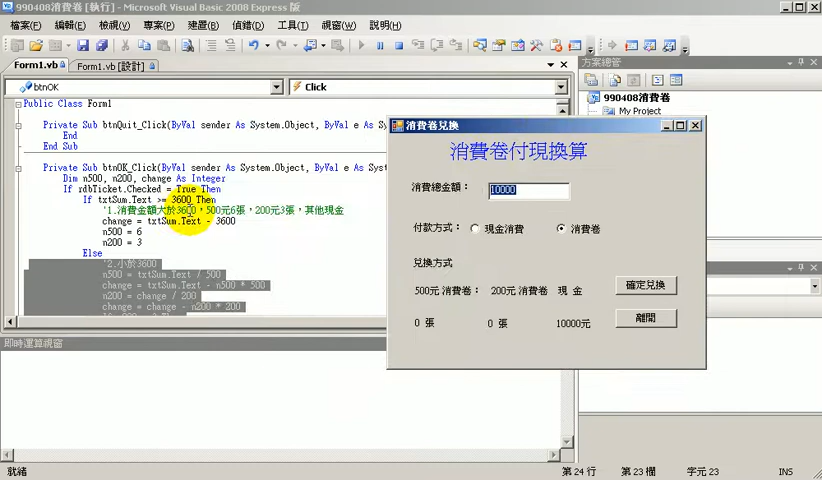 990408消費卷 [執行] - Microsoft Visual Basic 2008 Express 版
檔案(F) 編輯(E) 檢視(V) 專案(P) 建置(B) 偵錯(D) 工具(T) 視窗(W) 說明(H)
Form1.vb Form1.vb [設計]
btnOK Click
Public Class Form1
Private Sub btnQuit_Click(ByVal sender As System.Object, ByVal e As Sys
End
End Sub
Private Sub btnOK_Click(ByVal sender As System.Object, ByVal e As Syst
Dim n500, n200, change As Integer
If rdbTicket.Checked = True Then
If txtSum.Text >= 3600 Then
'1.消費金額大於3600，500元6張，200元3張，其他現金
change = txtSum.Text - 3600
n500 = 6
n200 = 3
Else
'2.小於3600
n500 = txtSum.Text / 500
change = txtSum.Text - n500 * 500
n200 = change / 200
change = change - n200 * 200
即時運算視窗
方案總管
990408消費卷
My Project
消費卷兌換
消費卷付現換算
消費總金額： 10000
付款方式： 現金消費 消費卷
兌換方式
500元 消費卷： 200元 消費卷 現 金 確定兌換
0 張 0 張 10000元 離開
就緒 第 24 行 第 23 欄 字元 23 INS